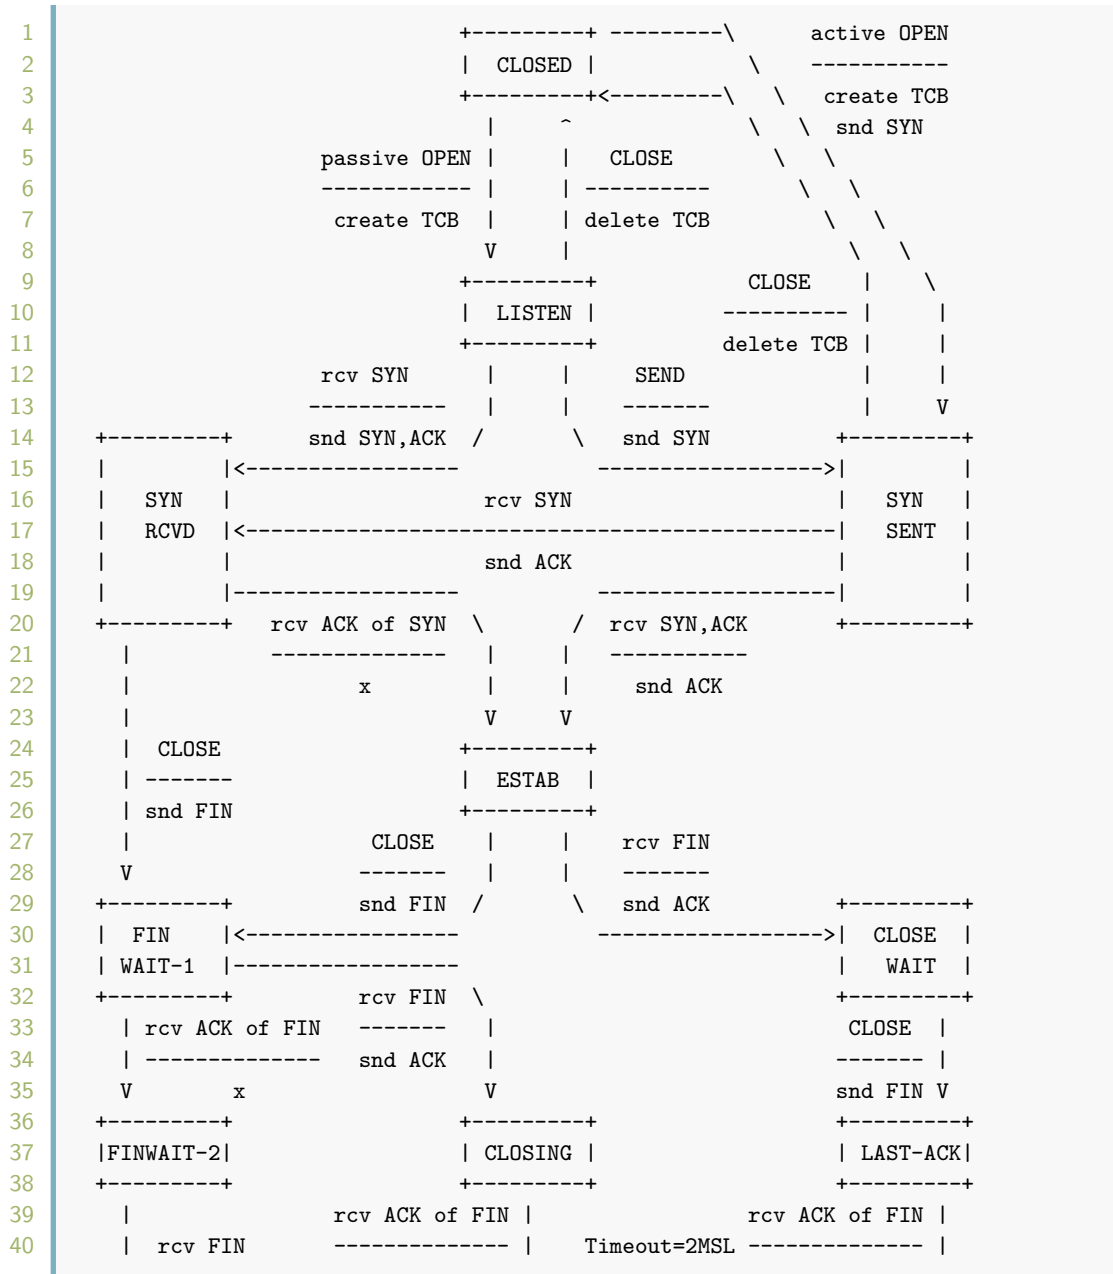 1                                  +---------+ ---------\      active OPEN
2                                  |  CLOSED |            \    -----------
3                                  +---------+<---------\   \   create TCB
4                                    |     ^              \   \  snd SYN
5                       passive OPEN |     |   CLOSE        \   \
6                       ------------ |     | ----------       \   \
7                        create TCB  |     | delete TCB         \   \
8                                    V     |                      \   \
9                                  +---------+            CLOSE    |    \
10                                 |  LISTEN |          ---------- |     |
11                                 +---------+          delete TCB |     |
12                      rcv SYN      |     |     SEND              |     |
13                     -----------   |     |    -------            |     V
14    +---------+      snd SYN,ACK  /       \   snd SYN          +---------+
15    |         |<-----------------           ------------------>|         |
16    |   SYN   |                    rcv SYN                     |   SYN   |
17    |   RCVD  |<-----------------------------------------------|   SENT  |
18    |         |                    snd ACK                     |         |
19    |         |------------------           -------------------|         |
20    +---------+   rcv ACK of SYN  \       /  rcv SYN,ACK       +---------+
21      |           --------------   |     |   -----------
22      |                  x         |     |     snd ACK
23      |                            V     V
24      |  CLOSE                   +---------+
25      | -------                  |  ESTAB  |
26      | snd FIN                  +---------+
27      |                   CLOSE    |     |    rcv FIN
28      V                  -------   |     |    -------
29    +---------+          snd FIN  /       \   snd ACK          +---------+
30    |  FIN    |<-----------------           ------------------>|  CLOSE  |
31    | WAIT-1  |------------------                              |   WAIT  |
32    +---------+          rcv FIN  \                            +---------+
33      | rcv ACK of FIN   -------   |                            CLOSE  |
34      | --------------   snd ACK   |                           ------- |
35      V        x                   V                           snd FIN V
36    +---------+                  +---------+                   +---------+
37    |FINWAIT-2|                  | CLOSING |                   | LAST-ACK|
38    +---------+                  +---------+                   +---------+
39      |                rcv ACK of FIN |                 rcv ACK of FIN |
40      |  rcv FIN       -------------- |    Timeout=2MSL -------------- |